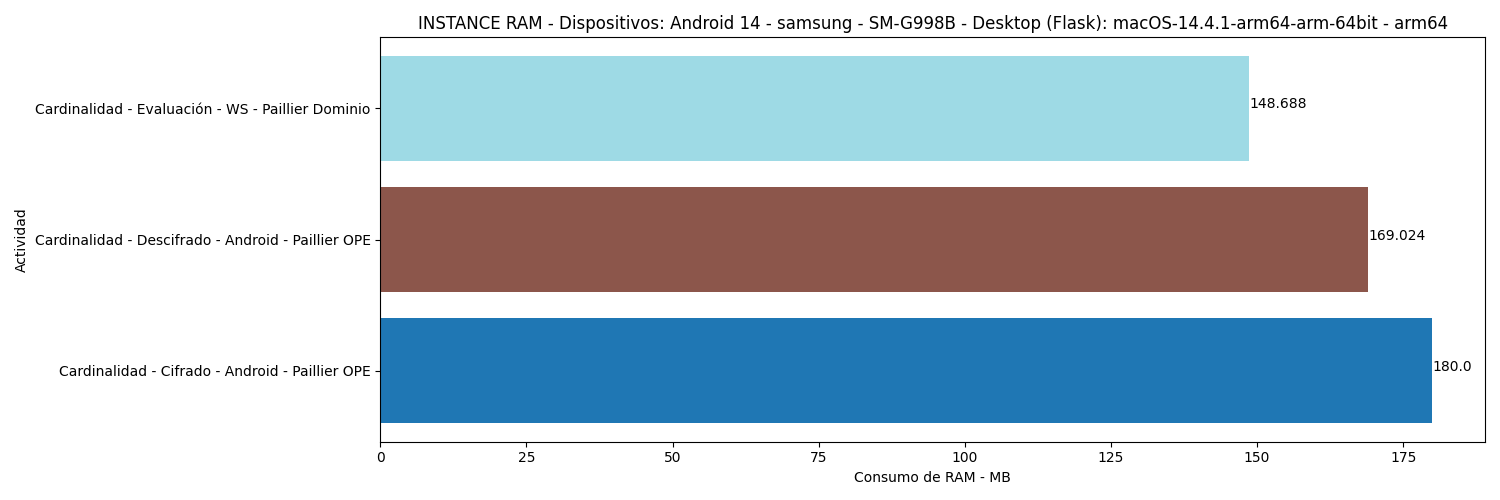 INSTANCE RAM - Dispositivos: Android 14 - samsung - SM-G998B - Desktop (Flask): macOS-14.4.1-arm64-arm-64bit - arm64
Actividad
Cardinalidad - Evaluación - WS - Paillier Dominio
148.688
Cardinalidad - Descifrado - Android - Paillier OPE
169.024
Cardinalidad - Cifrado - Android - Paillier OPE
180.0
0 25 50 75 100 125 150 175
Consumo de RAM - MB